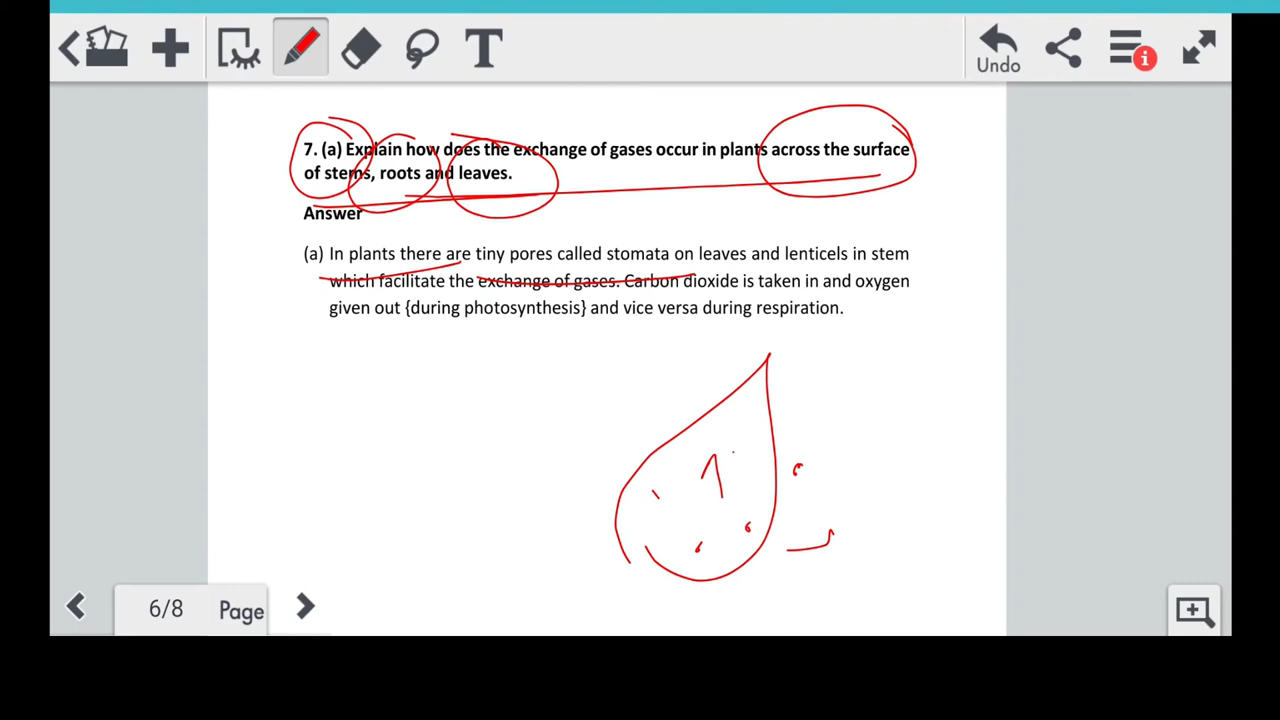 Undo
i
7. (a) Explain how does the exchange of gases occur in plants across the surface
of stems, roots and leaves.
Answer
(a) In plants there are tiny pores called stomata on leaves and lenticels in stem
which facilitate the exchange of gases. Carbon dioxide is taken in and oxygen
given out {during photosynthesis} and vice versa during respiration.
6/8 Page